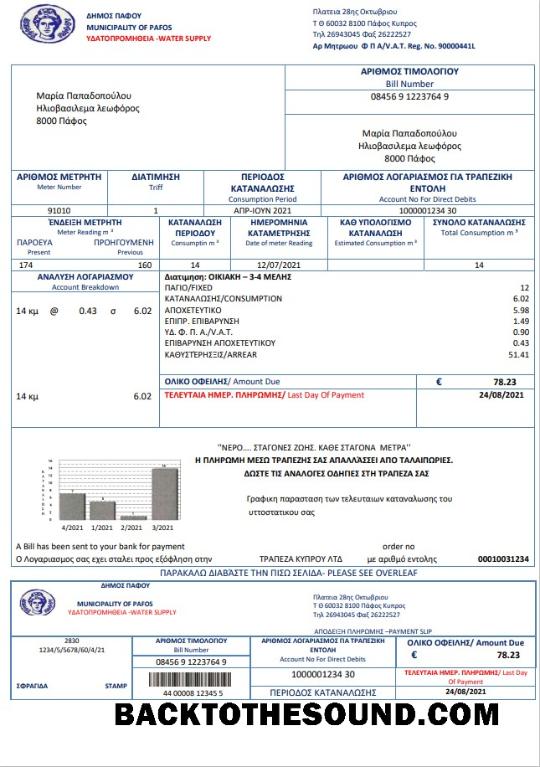 ΔΗΜΟΣ ΠΑΦΟΥ
MUNICIPALITY OF PAFOS
ΥΔΑΤΟΠΡΟΜΗΘΕΙΑ -WATER SUPPLY
Πλατεια 28ης Οκτωβριου
Τ Θ 60032 8100 Πάφος Κυπρος
Τηλ 26943045 Φαξ 26222527
Αρ Μητρωου Φ Π Α/V.A.T. Reg. No. 90000441L
Μαρία Παπαδοπούλου
Ηλιοβασιλεμα λεωφόρος
8000 Πάφος
ΑΡΙΘΜΟΣ ΤΙΜΟΛΟΓΙΟΥ
Bill Number
08456 9 1223764 9
Μαρία Παπαδοπούλου
Ηλιοβασιλεμα λεωφόρος
8000 Πάφος
ΑΡΙΘΜΟΣ ΜΕΤΡΗΤΗ
Meter Number
91010
ΔΙΑΤΙΜΗΣΗ
Triff
1
ΠΕΡΙΟΔΟΣ
ΚΑΤΑΝΑΛΩΣΗΣ
Consumption Period
ΑΠΡ-ΙΟΥΝ 2021
ΑΡΙΘΜΟΣ ΛΟΓΑΡΙΑΣΜΟΣ ΓΙΑ ΤΡΑΠΕΖΙΚΗ
ΕΝΤΟΛΗ
Account No For Direct Debits
1000001234 30
ΈΝΔΕΙΞΗ ΜΕΤΡΗΤΗ
Meter Reading m ³
ΠΑΡΟΕΥΑ ΠΡΟΗΓΟΥΜΕΝΗ
Present Previous
174 160
ΚΑΤΑΝΑΛΩΣΗ
ΠΕΡΙΟΔΟΥ
Consumptin m ³
14
ΗΜΕΡΟΜΗΝΙΑ
ΚΑΤΑΜΕΤΡΗΣΗΣ
Date of meter Reading
12/07/2021
ΚΑΘ ΥΠΟΛΟΓΙΣΜΟ
ΚΑΤΑΝΑΛΩΣΗ
Estimated Consumption m ³
ΣΥΝΟΛΟ ΚΑΤΑΝΑΛΩΣΗ
Total Consumption m ³
14
ΑΝΑΛΥΣΗ ΛΟΓΑΡΙΑΣΜΟΥ
Account Breakdown
14 κμ @ 0.43 σ 6.02
14 κμ 6.02
Διατιμηση: ΟΙΚΙΑΚΗ – 3-4 ΜΕΛΗΣ
ΠΑΓΙΟ/FIXED 12
ΚΑΤΑΝΑΛΩΣΗΣ/CONSUMPTION 6.02
ΑΠΟΧΕΤΕΥΤΙΚΟ 5.98
ΕΠΙΠΡ. ΕΠΙΒΑΡΥΝΣΗ 1.49
ΥΔ. Φ. Π. Α./V.A.T. 0.90
ΕΠΙΒΑΡΥΝΣΗ ΑΠΟΧΕΤΕΥΤΙΚΟΥ 0.43
ΚΑΘΥΣΤΕΡΗΣΞΙΣ/ARREAR 51.41
ΟΛΙΚΟ ΟΦΕΙΛΗΣ/ Amount Due € 78.23
ΤΕΛΕΥΤΑΙΑ ΗΜΕΡ. ΠΛΗΡΩΜΗΣ/ Last Day Of Payment 24/08/2021
"ΝΕΡΟ.... ΣΤΑΓΟΝΕΣ ΖΩΗΣ. ΚΑΘΕ ΣΤΑΓΟΝΑ ΜΕΤΡΑ"
Η ΠΛΗΡΩΜΗ ΜΕΣΩ ΤΡΑΠΕΖΗΣ ΣΑΣ ΑΠΑΛΛΆΣΣΕΙ ΑΠΟ ΤΑΛΑΙΠΩΡΙΕΣ.
ΔΩΣΤΕ ΤΙΣ ΑΝΑΛΟΓΕΣ ΟΔΗΠΙΕΣ ΣΤΗ ΤΡΑΠΕΖΑ ΣΑΣ
Γραφικη παρασταση των τελευταιων καταναλωσης του
υττοστατικου σας
4/2021 1/2021 2/2021 3/2021
A Bill has been sent to your bank for payment order no
Ο Λογαριασμος σας εχει σταλει προς εξόφληση στην ΤΡΑΠΕΖΑ ΚΥΠΡΟΥ ΛΤΔ με αριθμό εντολης 00010031234
ΠΑΡΑΚΑΛΩ ΔΙΑΒΆΣΤΕ ΤΗΝ ΠΙΣΩ ΣΕΛΙΔΑ- PLEASE SEE OVERLEAF
ΔΗΜΟΣ ΠΑΦΟΥ
MUNICIPALITY OF PAFOS
ΥΔΑΤΟΠΡΟΜΗΘΕΙΑ -WATER SUPPLY
Πλατεια 28ης Οκτωβριου
Τ Θ 60032 8100 Πάφος Κυπρος
Τηλ 26943045 Φαξ 26222527
ΑΠΟΔΕΙΞΗ ΠΛΗΡΩΜΗΣ –PAYMENT SLIP
2830
1234/5/5678/60/4/21
ΣΦΡΑΓΙΔΑ STAMP
ΑΡΙΘΜΟΣ ΤΙΜΟΛΟΓΙΟΥ
Bill Number
08456 9 1223764 9
44 00008 12345 5
ΑΡΙΘΜΟΣ ΛΟΓΑΡΙΑΣΜΟΣ ΓΙΑ ΤΡΑΠΕΖΙΚΗ
ΕΝΤΟΛΗ
Account No For Direct Debits
1000001234 30
ΠΕΡΙΟΔΟΣ ΚΑΤΑΝΑΛΩΣΗΣ
ΟΛΙΚΟ ΟΦΕΙΛΗΣ/ Amount Due
€ 78.23
ΤΕΛΕΥΤΑΙΑ ΗΜΕΡ. ΠΛΗΡΩΜΗΣ/ Last Day
Of Payment
24/08/2021
BACKTOTHESOUND.COM